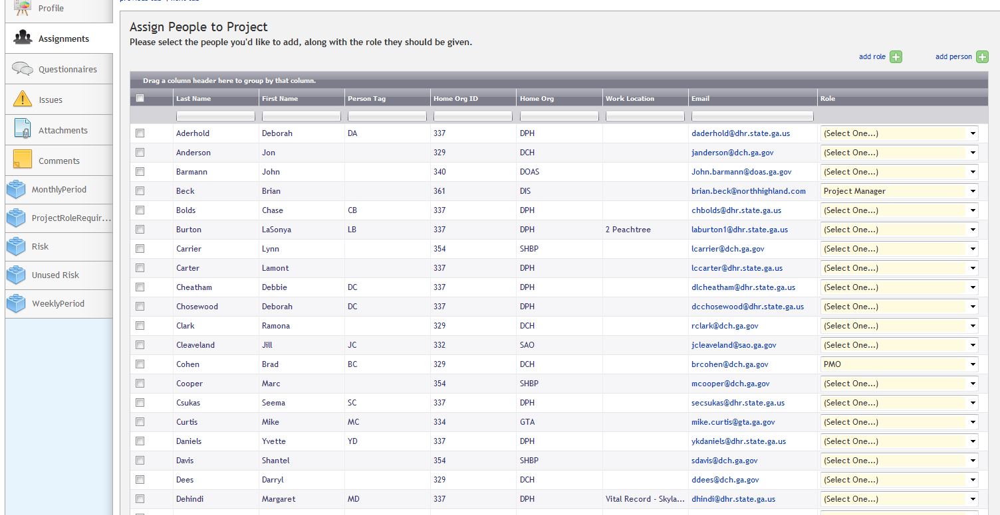 Profile
Assignments
Questionnaires
Issues
Attachments
Comments
MonthlyPeriod
ProjectRoleRequir...
Risk
Unused Risk
WeeklyPeriod
Assign People to Project
Please select the people you'd like to add, along with the role they should be given.
add role add person
Drag a column header here to group by that column.
Last Name First Name Person Tag Home Org ID Home Org Work Location Email Role
Aderhold Deborah DA 337 DPH daderhold@dhr.state.ga.us (Select One...)
Anderson Jon 329 DCH janderson@dch.ga.gov (Select One...)
Barmann John 340 DOAS John.barmann@doas.ga.gov (Select One...)
Beck Brian 361 DIS brian.beck@northhighland.com Project Manager
Bolds Chase CB 337 DPH chbolds@dhr.state.ga.us (Select One...)
Burton LaSonya LB 337 DPH 2 Peachtree laburton1@dhr.state.ga.us (Select One...)
Carrier Lynn 354 SHBP lcarrier@dch.ga.gov (Select One...)
Carter Lamont 337 DPH lccarter@dhr.state.ga.us (Select One...)
Cheatham Debbie DC 337 DPH dlcheatham@dhr.state.ga.us (Select One...)
Chosewood Deborah DC 337 DPH dcchosewood@dhr.state.ga.us (Select One...)
Clark Ramona 329 DCH rclark@dch.ga.gov (Select One...)
Cleaveland Jill JC 332 SAO jcleaveland@sao.ga.gov (Select One...)
Cohen Brad BC 329 DCH brcohen@dch.ga.gov PMO
Cooper Marc 354 SHBP mcooper@dch.ga.gov (Select One...)
Csukas Seema SC 337 DPH secsukas@dhr.state.ga.us (Select One...)
Curtis Mike MC 334 GTA mike.curtis@gta.ga.gov (Select One...)
Daniels Yvette YD 337 DPH ykdaniels@dhr.state.ga.us (Select One...)
Davis Shantel 354 SHBP sdavis@dch.ga.gov (Select One...)
Dees Darryl 329 DCH ddees@dch.ga.gov (Select One...)
Dehindi Margaret MD 337 DPH Vital Record - Skyla... dhindi@dhr.state.ga.us (Select One...)